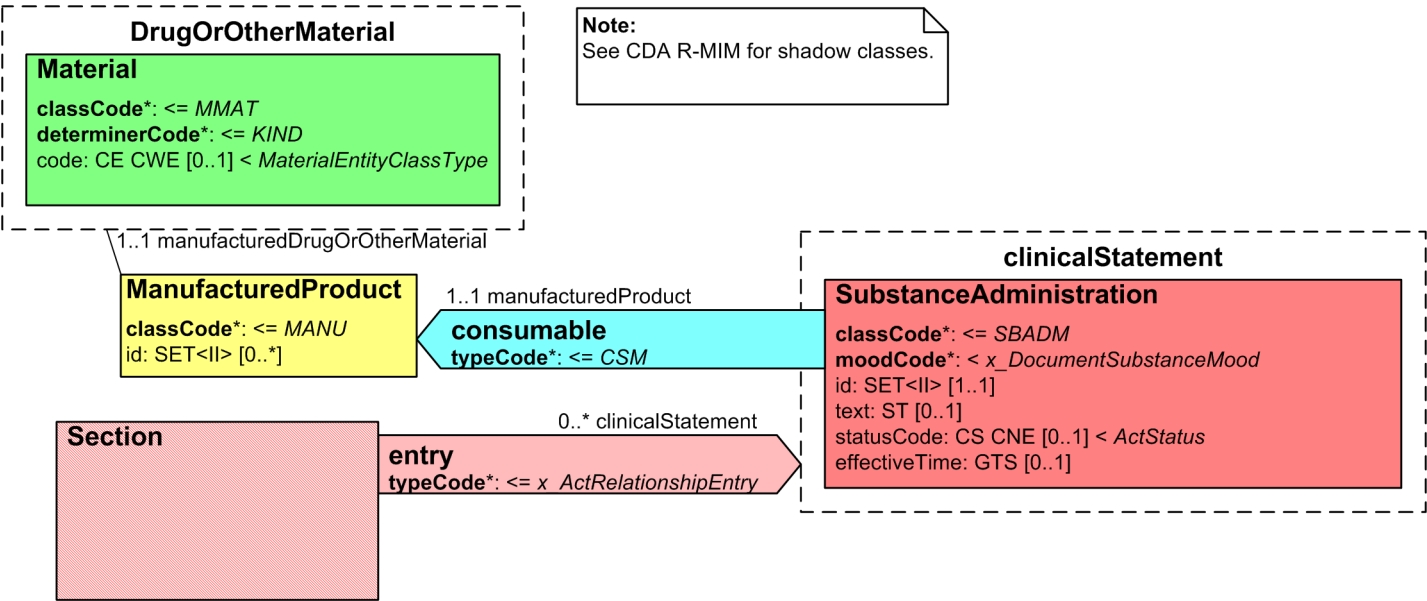 DrugOrOtherMaterial
Material
classCode*: <= MMAT
determinerCode*: <= KIND
code: CE CWE [0..1] < MaterialEntityClassType
Note:
See CDA R-MIM for shadow classes.
1..1 manufacturedDrugOrOtherMaterial
ManufacturedProduct
classCode*: <= MANU
id: SET<II> [0..*]
1..1 manufacturedProduct
consumable
typeCode*: <= CSM
clinicalStatement
SubstanceAdministration
classCode*: <= SBADM
moodCode*: < x_DocumentSubstanceMood
id: SET<II> [1..1]
text: ST [0..1]
statusCode: CS CNE [0..1] < ActStatus
effectiveTime: GTS [0..1]
Section
0..* clinicalStatement
entry
typeCode*: <= x_ActRelationshipEntry